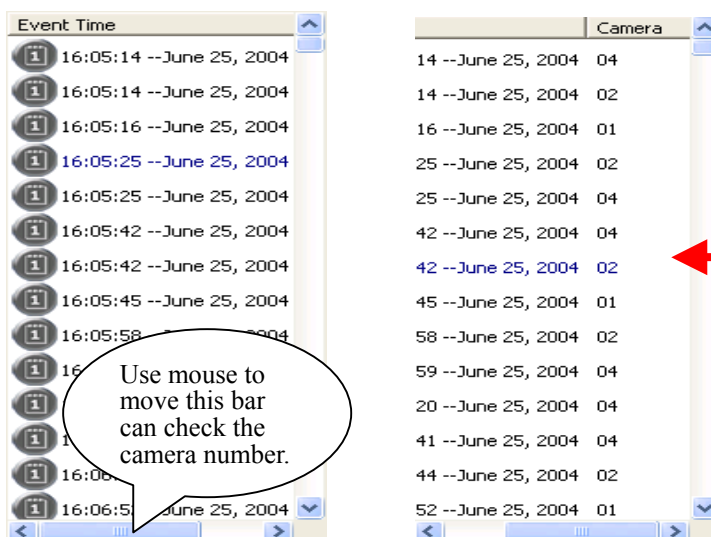 Event Time
16:05:14 --June 25, 2004
16:05:14 --June 25, 2004
16:05:16 --June 25, 2004
16:05:25 --June 25, 2004
16:05:25 --June 25, 2004
16:05:42 --June 25, 2004
16:05:42 --June 25, 2004
16:05:45 --June 25, 2004
16:05:58 2004
16
1
16:06
16:06:5 June 25, 2004
Use mouse to
move this bar
can check the
camera number.
Camera
14 --June 25, 2004 04
14 --June 25, 2004 02
16 --June 25, 2004 01
25 --June 25, 2004 02
25 --June 25, 2004 04
42 --June 25, 2004 04
42 --June 25, 2004 02
45 --June 25, 2004 01
58 --June 25, 2004 02
59 --June 25, 2004 04
20 --June 25, 2004 04
41 --June 25, 2004 04
44 --June 25, 2004 02
52 --June 25, 2004 01